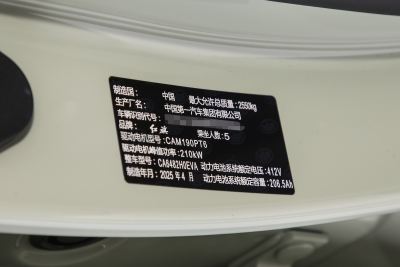 制造国：中国 最大允许总质量：2550kg
生产厂名：中国第一汽车集团有限公司
车辆识别代号：
品牌：红旗 乘坐人数：5
驱动电机型号：CAM190PT6
驱动电机峰值功率：210kW
整车型号：CA6482H0EVA 动力电池系统额定电压：412V
制造年月：2025年4月 动力电池系统额定容量：206.5Ah